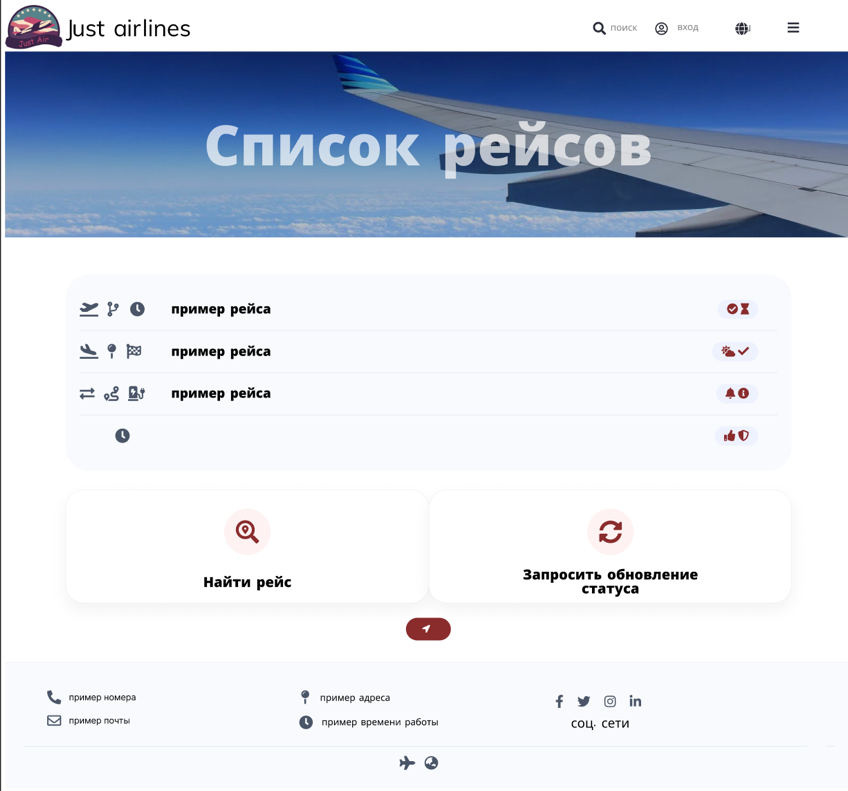 Just Air
Just airlines
поиск
вход
Список рейсов
пример рейса
пример рейса
пример рейса
Найти рейс
Запросить обновление
статуса
пример номера
пример почты
пример адреса
пример времени работы
соц. сети